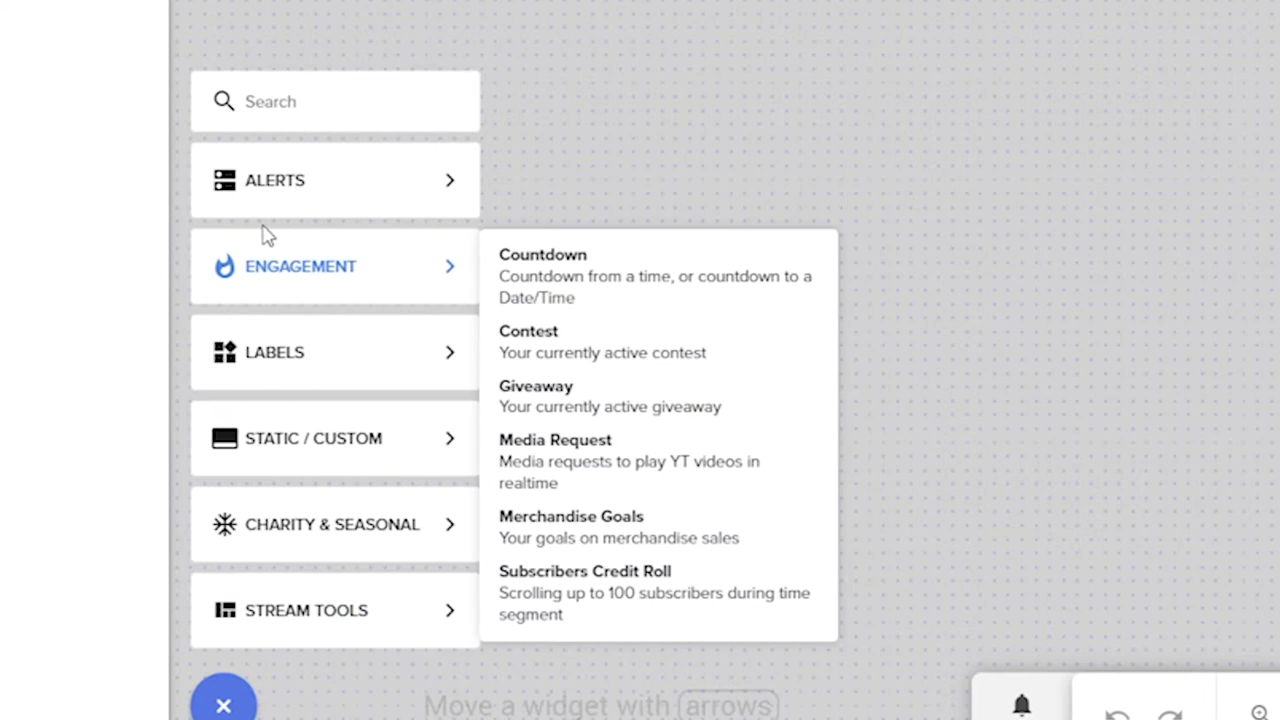 Search
ALERTS
ENGAGEMENT
LABELS
STATIC / CUSTOM
CHARITY & SEASONAL
STREAM TOOLS
Countdown
Countdown from a time, or countdown to a
Date/Time
Contest
Your currently active contest
Giveaway
Your currently active giveaway
Media Request
Media requests to play YT videos in
realtime
Merchandise Goals
Your goals on merchandise sales
Subscribers Credit Roll
Scrolling up to 100 subscribers during time
segment
Move a widget with arrows